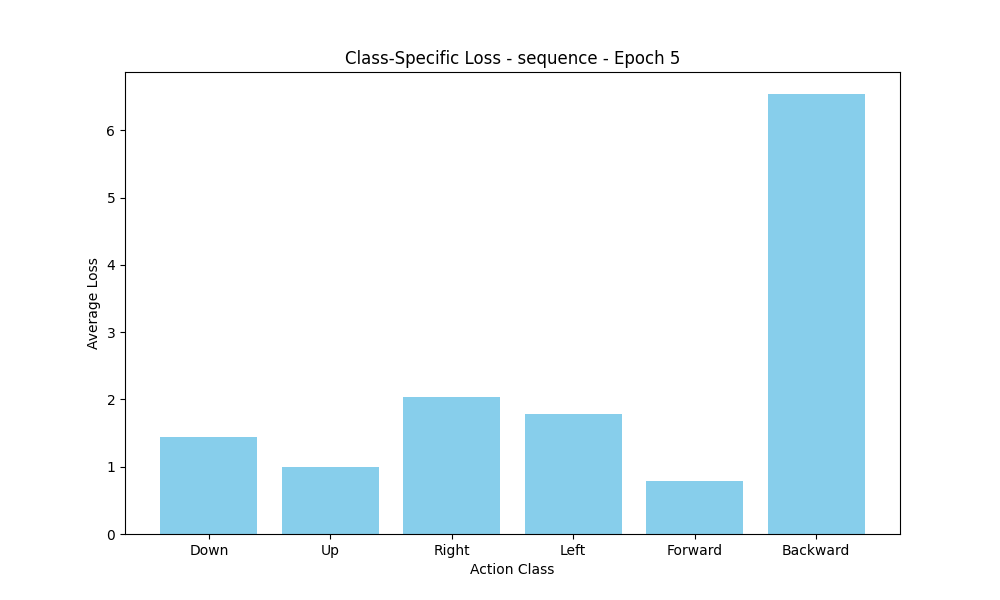 Class-Specific Loss - sequence - Epoch 5
6
5
4
3
2
1
0
Average Loss
Down Up Right Left Forward Backward
Action Class